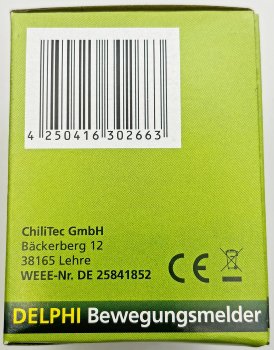 4 250416 302663
ChiliTec GmbH
Bäckerberg 12
38165 Lehre
WEEE-Nr. DE 25841852
CE
DELPHI Bewegungsmelder